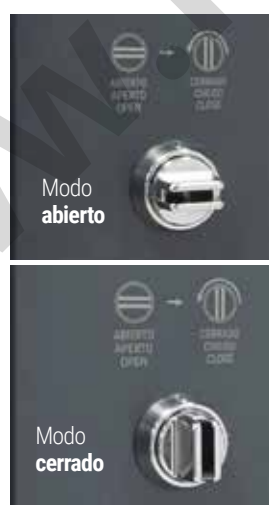 ABIERTO
APERTO
OPEN
CERRADO
CHIUSO
CLOSE
Modo
abierto
ABIERTO
APERTO
OPEN
CERRADO
CHIUSO
CLOSE
Modo
cerrado